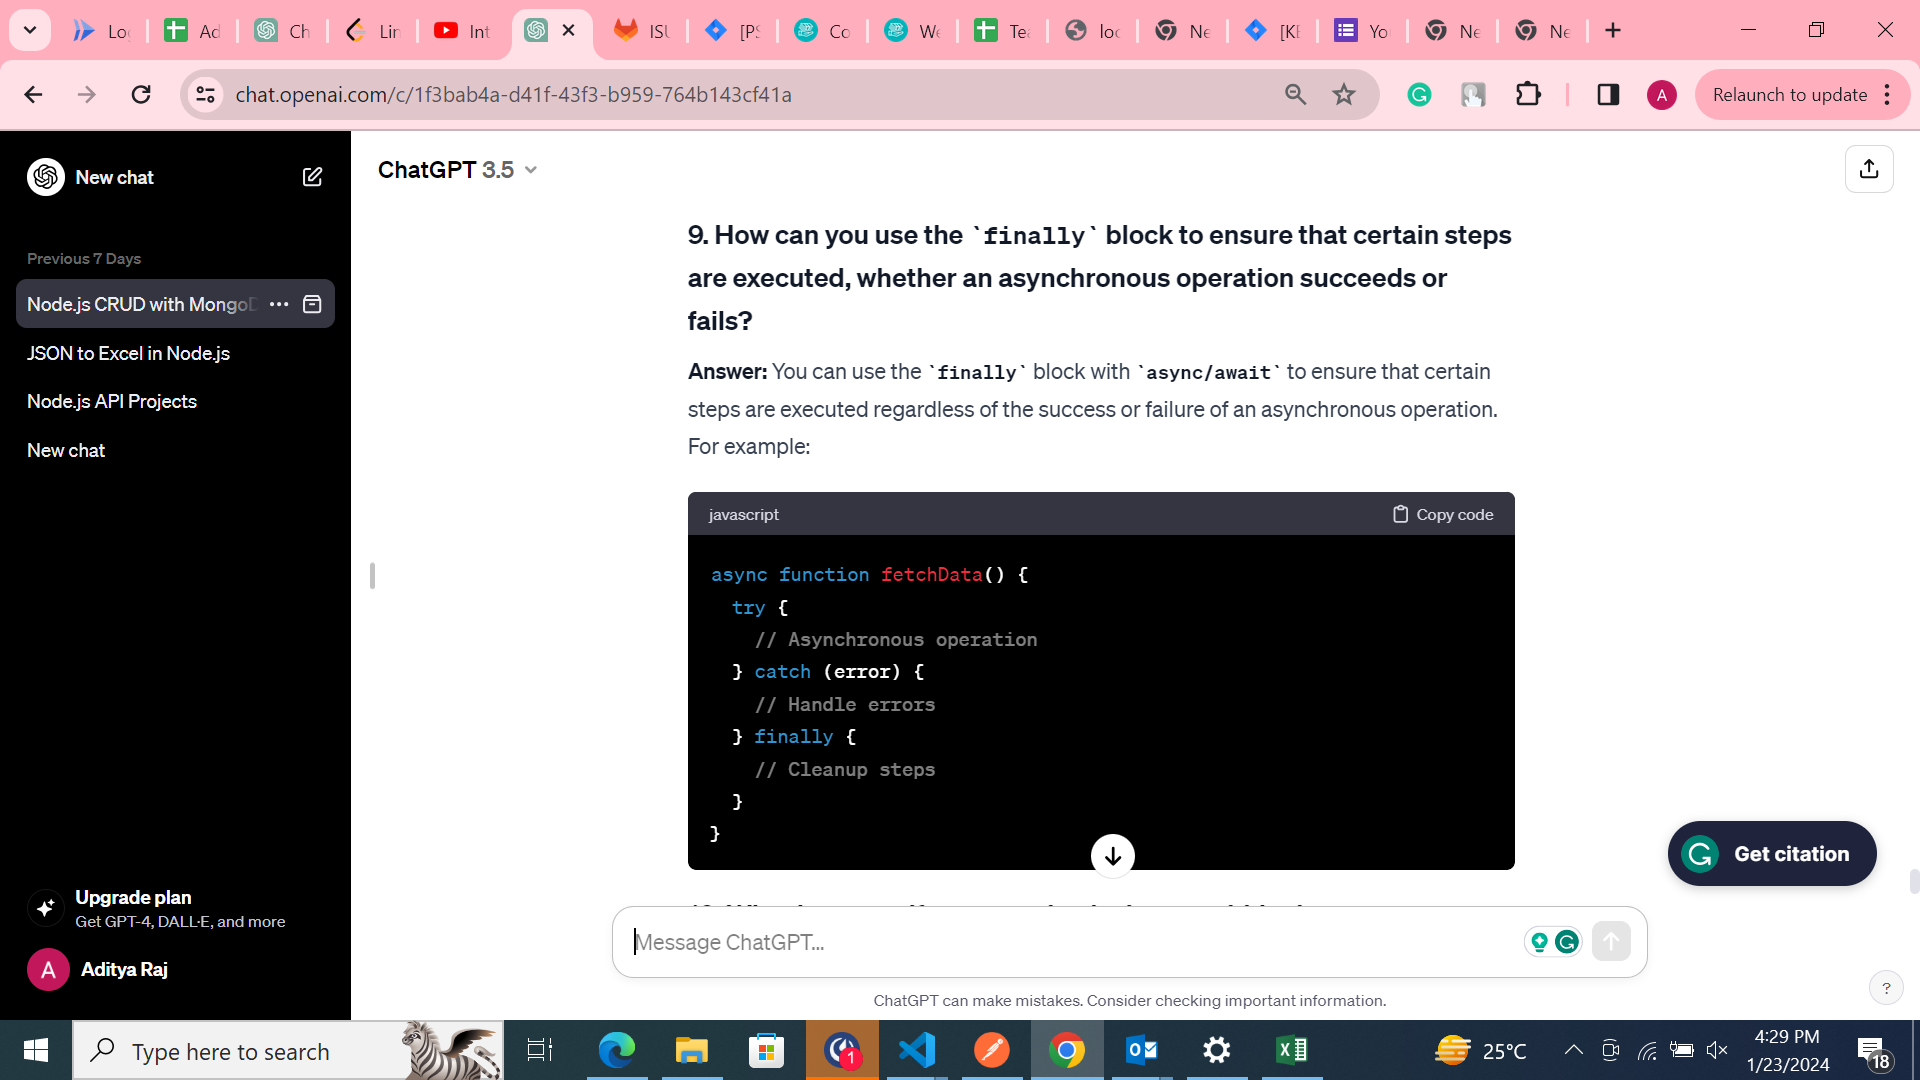 Lo
Ad
Ch
Lin
Int
ISU
[PS
Co
We
Tea
loc
Ne
[KE
Yo
Ne
Ne
chat.openai.com/c/1f3bab4a-d41f-43f3-b959-764b143cf41a
A
Relaunch to update
New chat
Previous 7 Days
Node.js CRUD with MongoD
JSON to Excel in Node.js
Node.js API Projects
New chat
Upgrade plan
Get GPT-4, DALL·E, and more
A
Aditya Raj
ChatGPT 3.5
9. How can you use the `finally` block to ensure that certain steps
are executed, whether an asynchronous operation succeeds or
fails?
Answer: You can use the `finally` block with `async/await` to ensure that certain
steps are executed regardless of the success or failure of an asynchronous operation.
For example:
javascript
Copy code
async function fetchData() {
try {
// Asynchronous operation
} catch (error) {
// Handle errors
} finally {
// Cleanup steps
}
}
Get citation
Message ChatGPT...
ChatGPT can make mistakes. Consider checking important information.
?
Type here to search
1
25°C
4:29 PM
1/23/2024
18